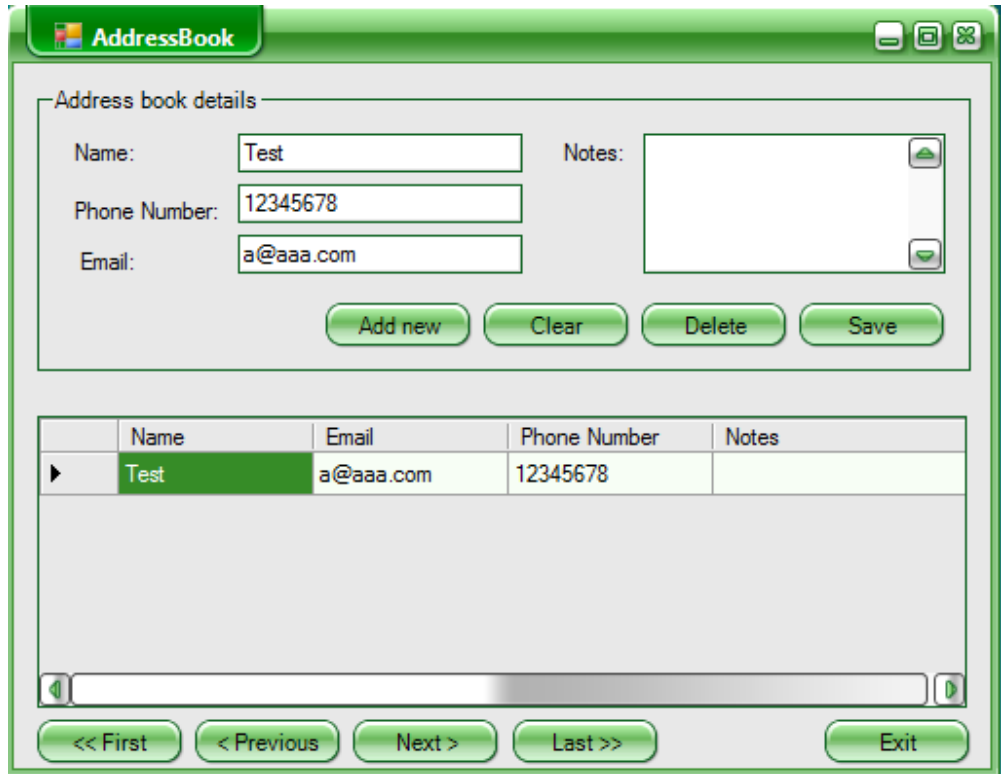 AddressBook
Address book details
Name: Test Notes:
Phone Number: 12345678
Email: a@aaa.com
Add new Clear Delete Save
Name Email Phone Number Notes
Test a@aaa.com 12345678
<< First < Previous Next > Last >> Exit